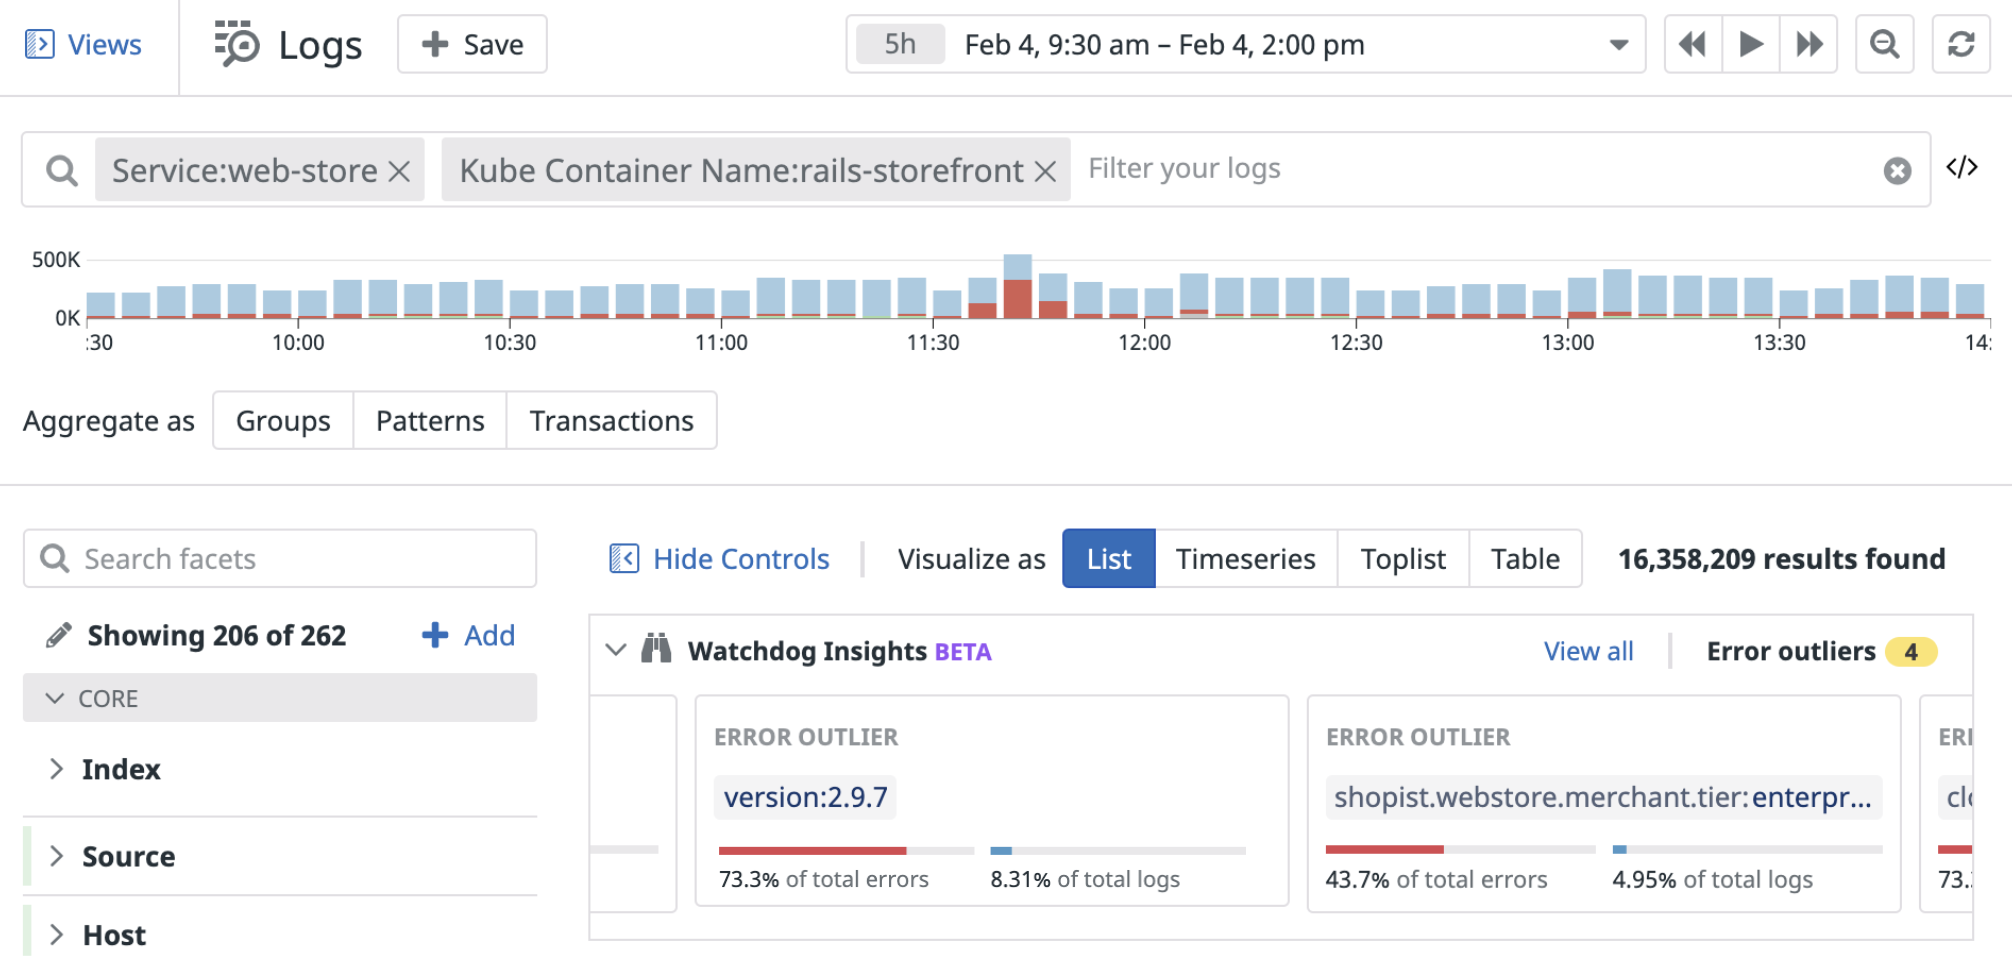 Views
Logs
Save
5h Feb 4, 9:30 am – Feb 4, 2:00 pm
Service:web-store
Kube Container Name:rails-storefront
Filter your logs
</>
500K
0K
:30 10:00 10:30 11:00 11:30 12:00 12:30 13:00 13:30 14:
Aggregate as Groups Patterns Transactions
Search facets
Showing 206 of 262
Add
CORE
Index
Source
Host
Hide Controls
Visualize as List Timeseries Toplist Table
16,358,209 results found
Watchdog Insights BETA
View all
Error outliers 4
ERROR OUTLIER
version:2.9.7
73.3% of total errors
8.31% of total logs
ERROR OUTLIER
shopist.webstore.merchant.tier:enterpr...
43.7% of total errors
4.95% of total logs